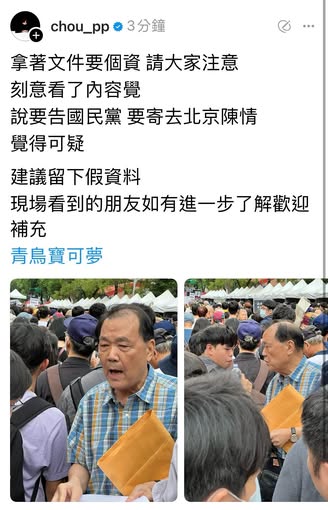 chou_pp 3分鐘
拿著文件要個資 請大家注意
刻意看了內容覺
說要告國民黨 要寄去北京陳情
覺得可疑
建議留下假資料
現場看到的朋友如有進一步了解歡迎
補充
青鳥寶可夢